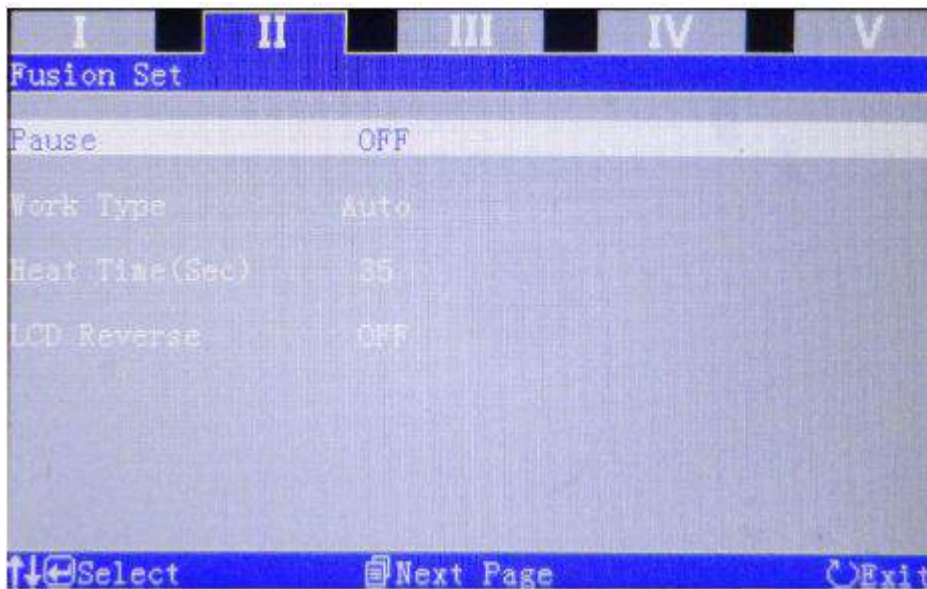 I II III IV V
Fusion Set
Pause OFF
Work Type Auto
Heat Time(Sec) 35
LCD Reverse OFF
Select Next Page Exit